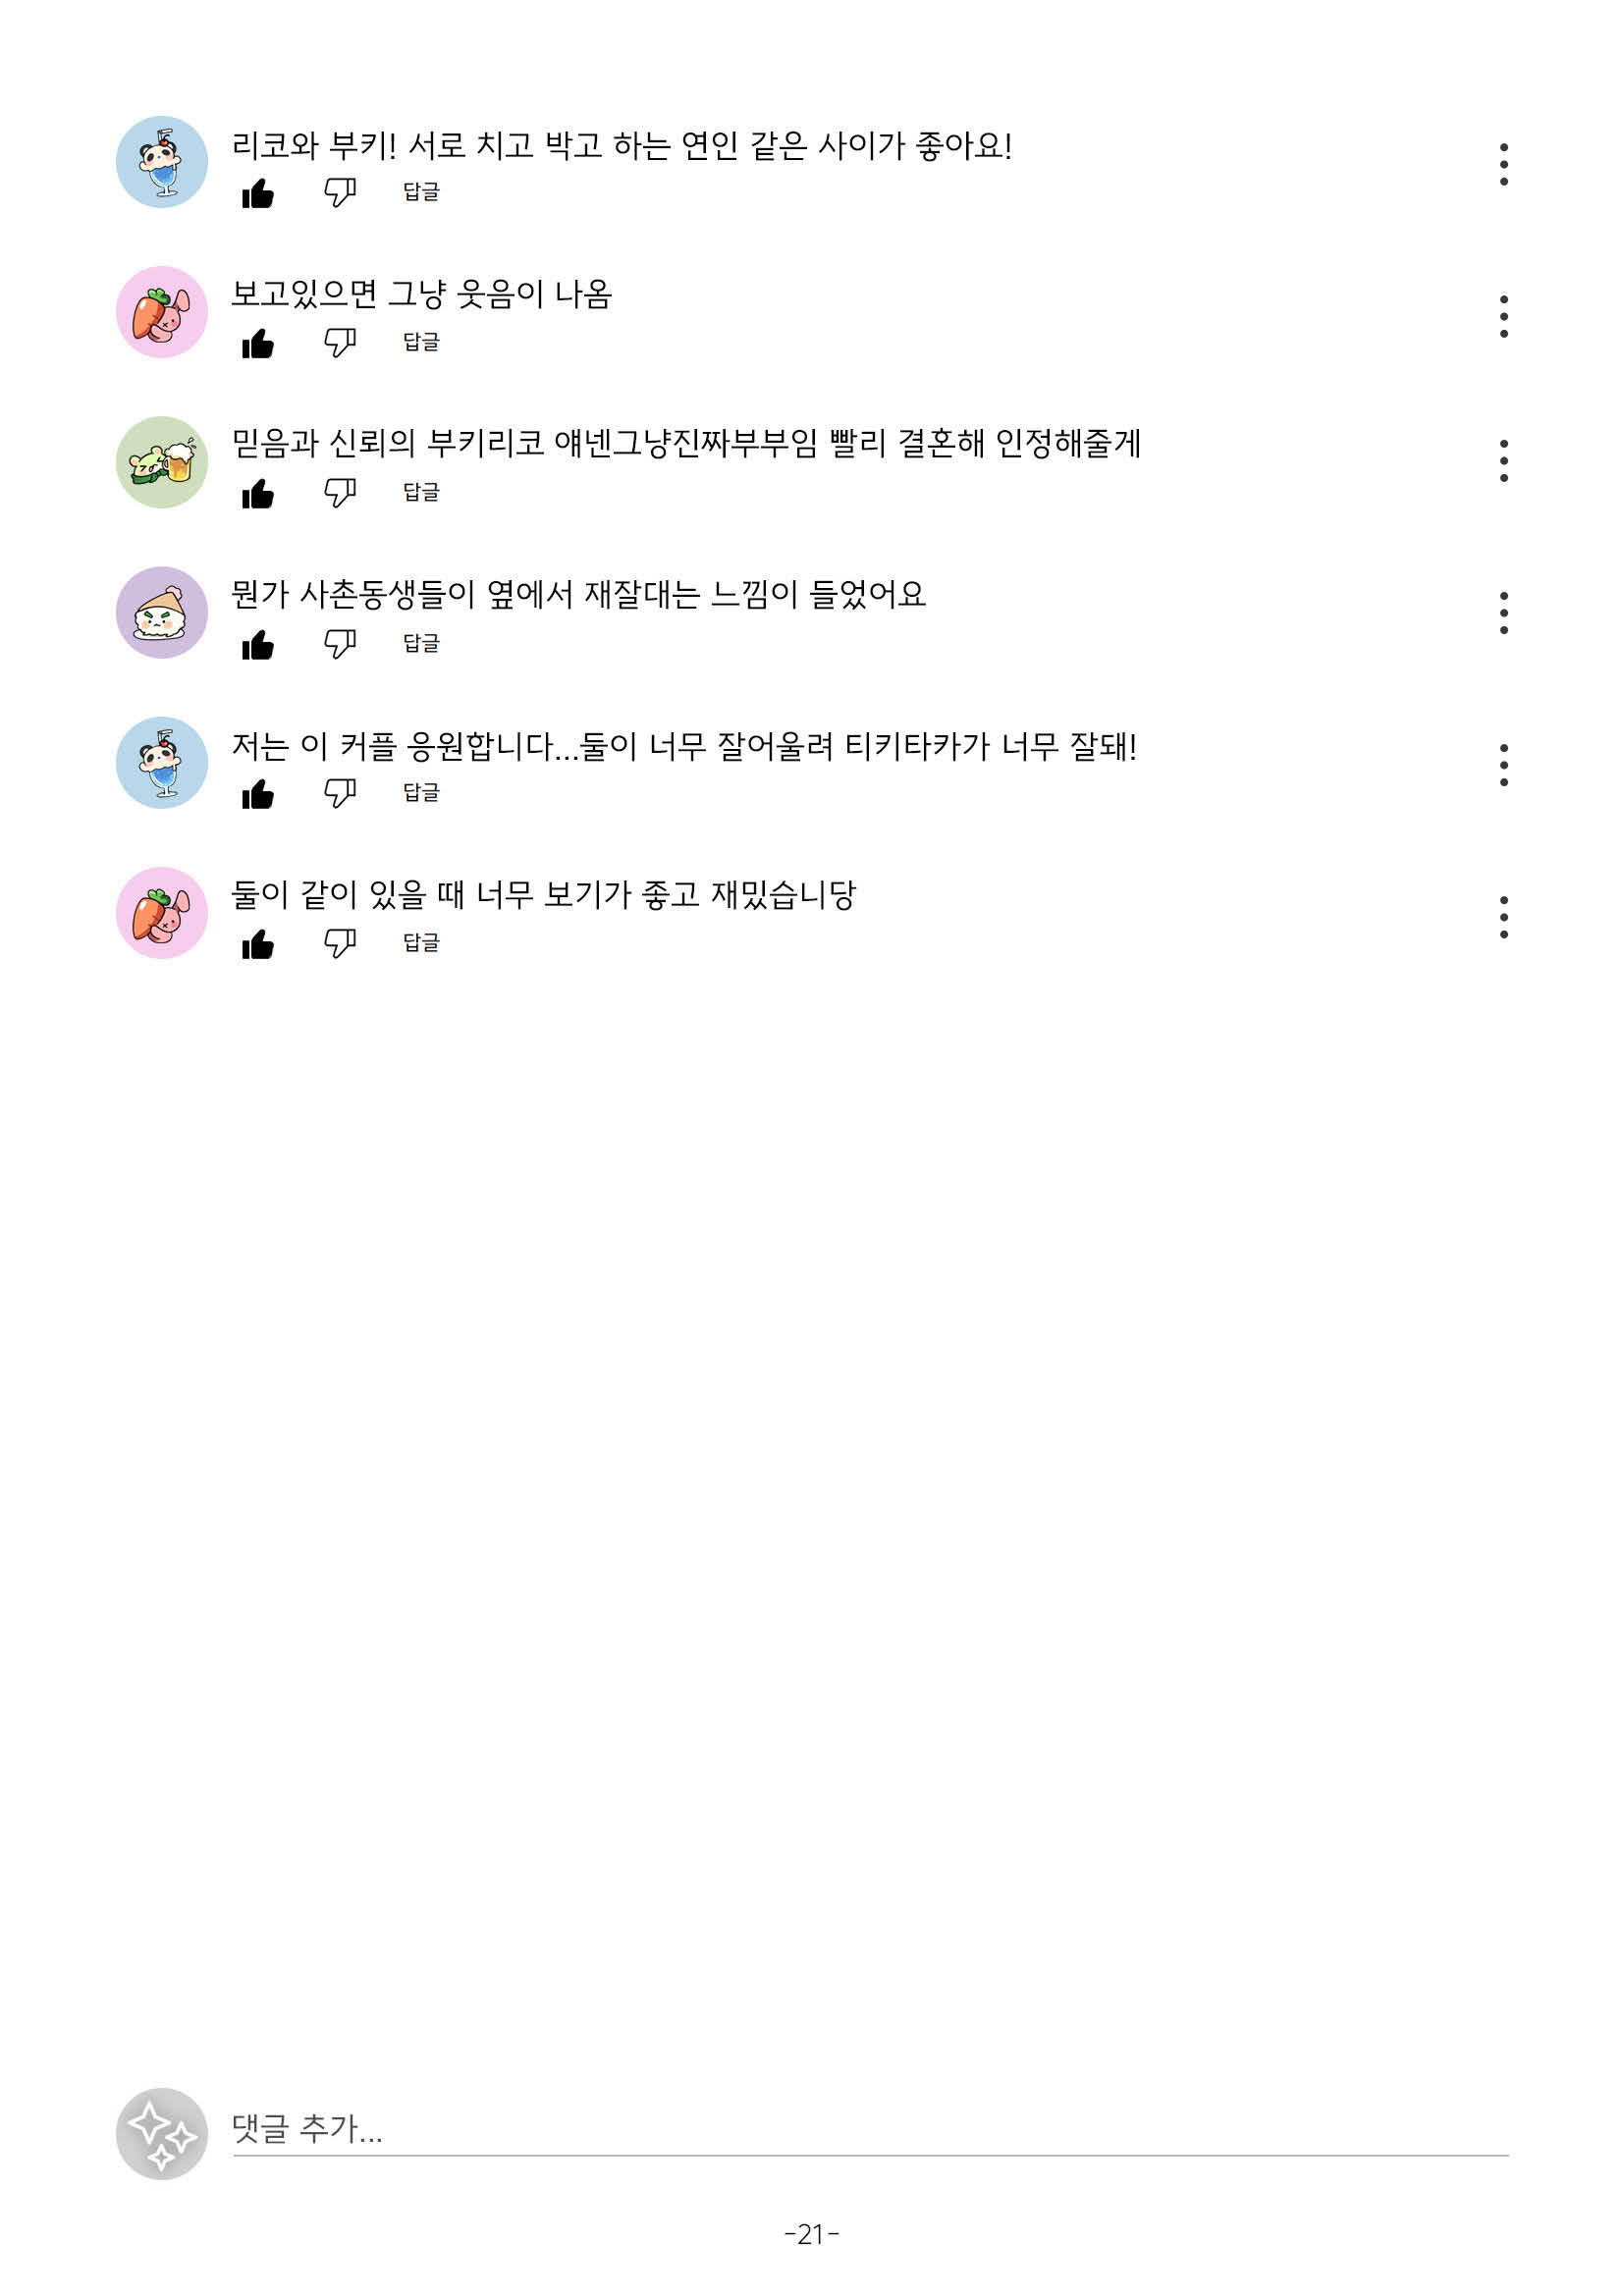 리코와 부키! 서로 치고 박고 하는 연인 같은 사이가 좋아요!
답글
보고있으면 그냥 웃음이 나옴
답글
믿음과 신뢰의 부키리코 얘넨그냥진짜부부임 빨리 결혼해 인정해줄게
답글
뭔가 사촌동생들이 옆에서 재잘대는 느낌이 들었어요
답글
저는 이 커플 응원합니다...둘이 너무 잘어울려 티키타카가 너무 잘돼!
답글
둘이 같이 있을 때 너무 보기가 좋고 재밌습니당
답글
댓글 추가...
-21-